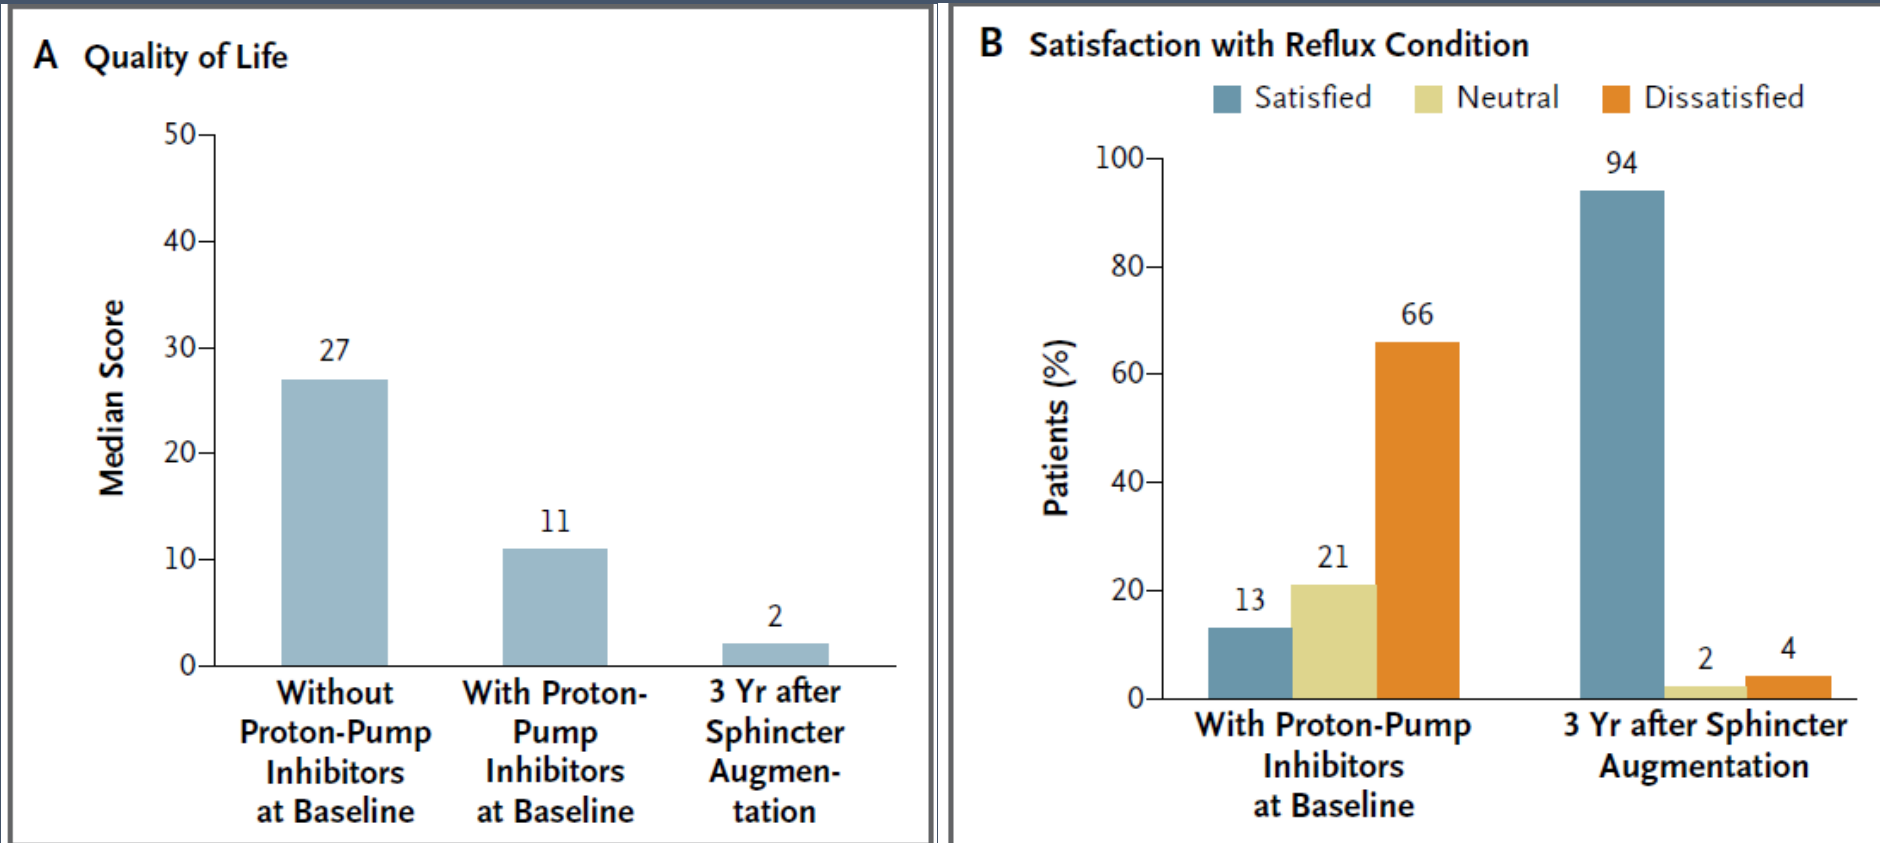 A Quality of Life
50
40
30
20
10
0
Median Score
27
11
2
Without
Proton-Pump
Inhibitors
at Baseline
With Proton-
Pump
Inhibitors
at Baseline
3 Yr after
Sphincter
Augmen-
tation
B Satisfaction with Reflux Condition
Satisfied Neutral Dissatisfied
100
80
60
40
20
0
Patients (%)
13
21
66
94
2
4
With Proton-Pump
Inhibitors
at Baseline
3 Yr after Sphincter
Augmentation